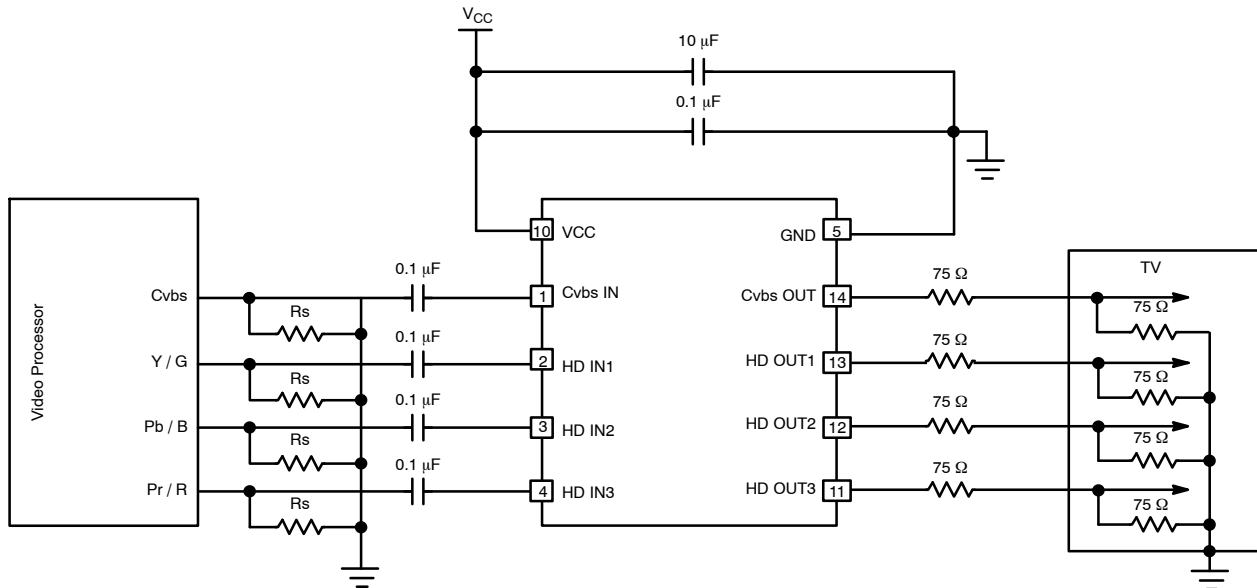 VCC
10 μF
0.1 μF
10 VCC
GND 5
Video Processor
Cvbs
Rs
0.1 μF
1 Cvbs IN
Cvbs OUT 14
75 Ω
TV
75 Ω
Y / G
Rs
0.1 μF
2 HD IN1
HD OUT1 13
75 Ω
75 Ω
Pb / B
Rs
0.1 μF
3 HD IN2
HD OUT2 12
75 Ω
75 Ω
Pr / R
Rs
0.1 μF
4 HD IN3
HD OUT3 11
75 Ω
75 Ω